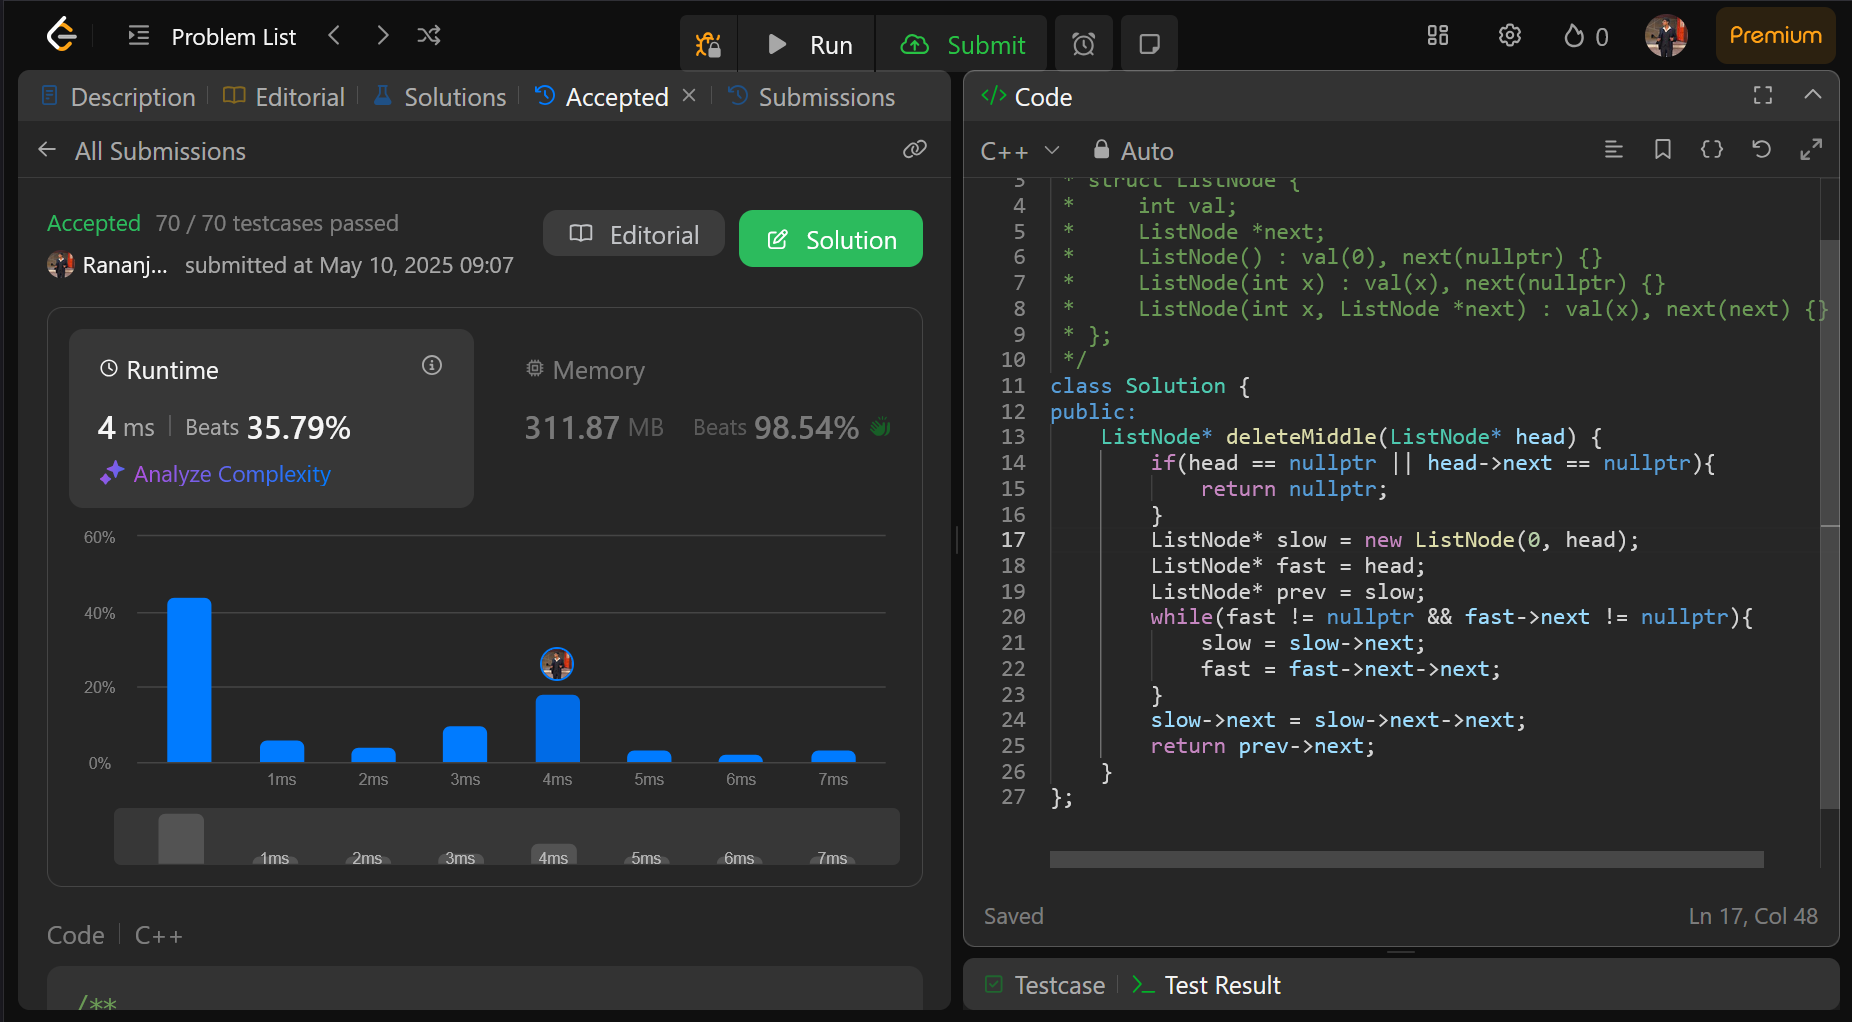 Problem List
Run
Submit
0
Premium
Description
Editorial
Solutions
Accepted
Submissions
All Submissions
Accepted 70 / 70 testcases passed
Rananj... submitted at May 10, 2025 09:07
Editorial
Solution
Runtime
4 ms | Beats 35.79%
Analyze Complexity
Memory
311.87 MB Beats 98.54%
60%
40%
20%
0%
1ms 2ms 3ms 4ms 5ms 6ms 7ms
1ms 2ms 3ms 4ms 5ms 6ms 7ms
Code | C++
/**
</> Code
C++ Auto
3 * struct ListNode {
4 *     int val;
5 *     ListNode *next;
6 *     ListNode() : val(0), next(nullptr) {}
7 *     ListNode(int x) : val(x), next(nullptr) {}
8 *     ListNode(int x, ListNode *next) : val(x), next(next) {}
9 * };
10 */
11 class Solution {
12 public:
13     ListNode* deleteMiddle(ListNode* head) {
14         if(head == nullptr || head->next == nullptr){
15             return nullptr;
16         }
17         ListNode* slow = new ListNode(0, head);
18         ListNode* fast = head;
19         ListNode* prev = slow;
20         while(fast != nullptr && fast->next != nullptr){
21             slow = slow->next;
22             fast = fast->next->next;
23         }
24         slow->next = slow->next->next;
25         return prev->next;
26     }
27 };
Saved
Ln 17, Col 48
Testcase
Test Result